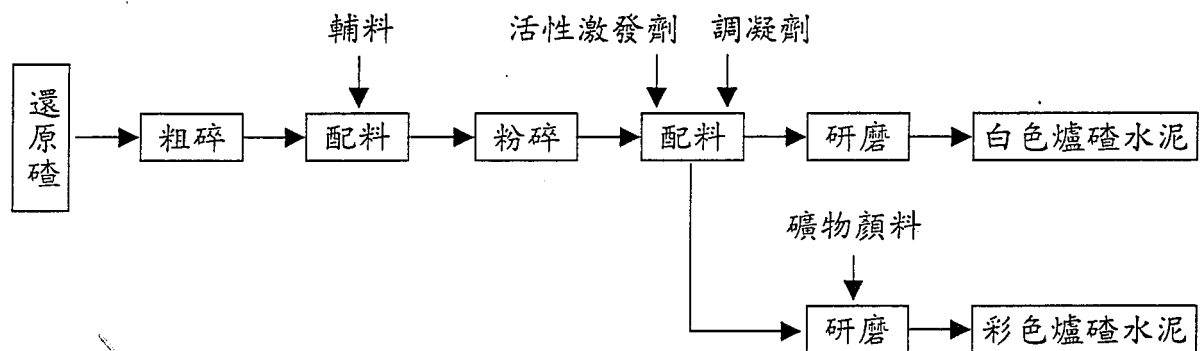 輔料
活性激發劑
調凝劑
還原碴
粗碎
配料
粉碎
配料
研磨
白色爐碴水泥
礦物顏料
研磨
彩色爐碴水泥